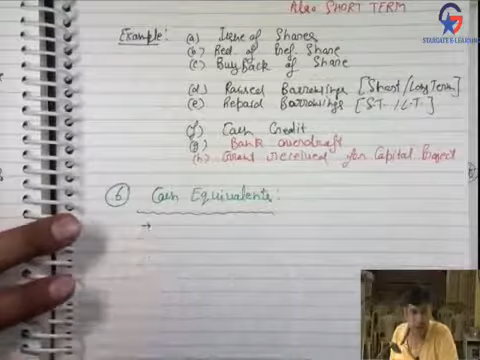 Also SHORT TERM
STARGATE E-LEARNING
Example: (a) Issue of Shares
(b) Red. of Pref. Share
(c) Buy Back of Share
(d) Raised Borrowings [Short/Long Term]
(e) Repaid Borrowings [S.T./L.T.]
(f) Cash Credit
(g) Bank overdraft
(h) Grant received for Capital Project
(6) Cash Equivalents:
→